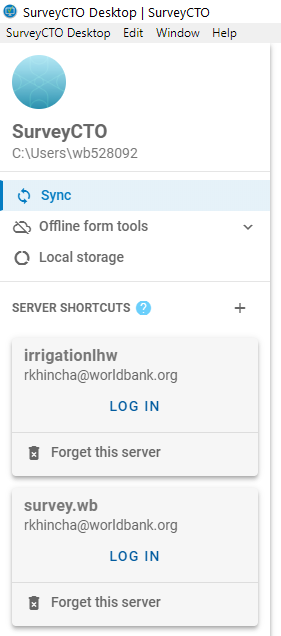 SurveyCTO Desktop | SurveyCTO
SurveyCTO Desktop Edit Window Help
SurveyCTO
C:\Users\wb528092
Sync
Offline form tools
Local storage
SERVER SHORTCUTS ? +
irrigationlhw
rkhincha@worldbank.org
LOG IN
Forget this server
survey.wb
rkhincha@worldbank.org
LOG IN
Forget this server